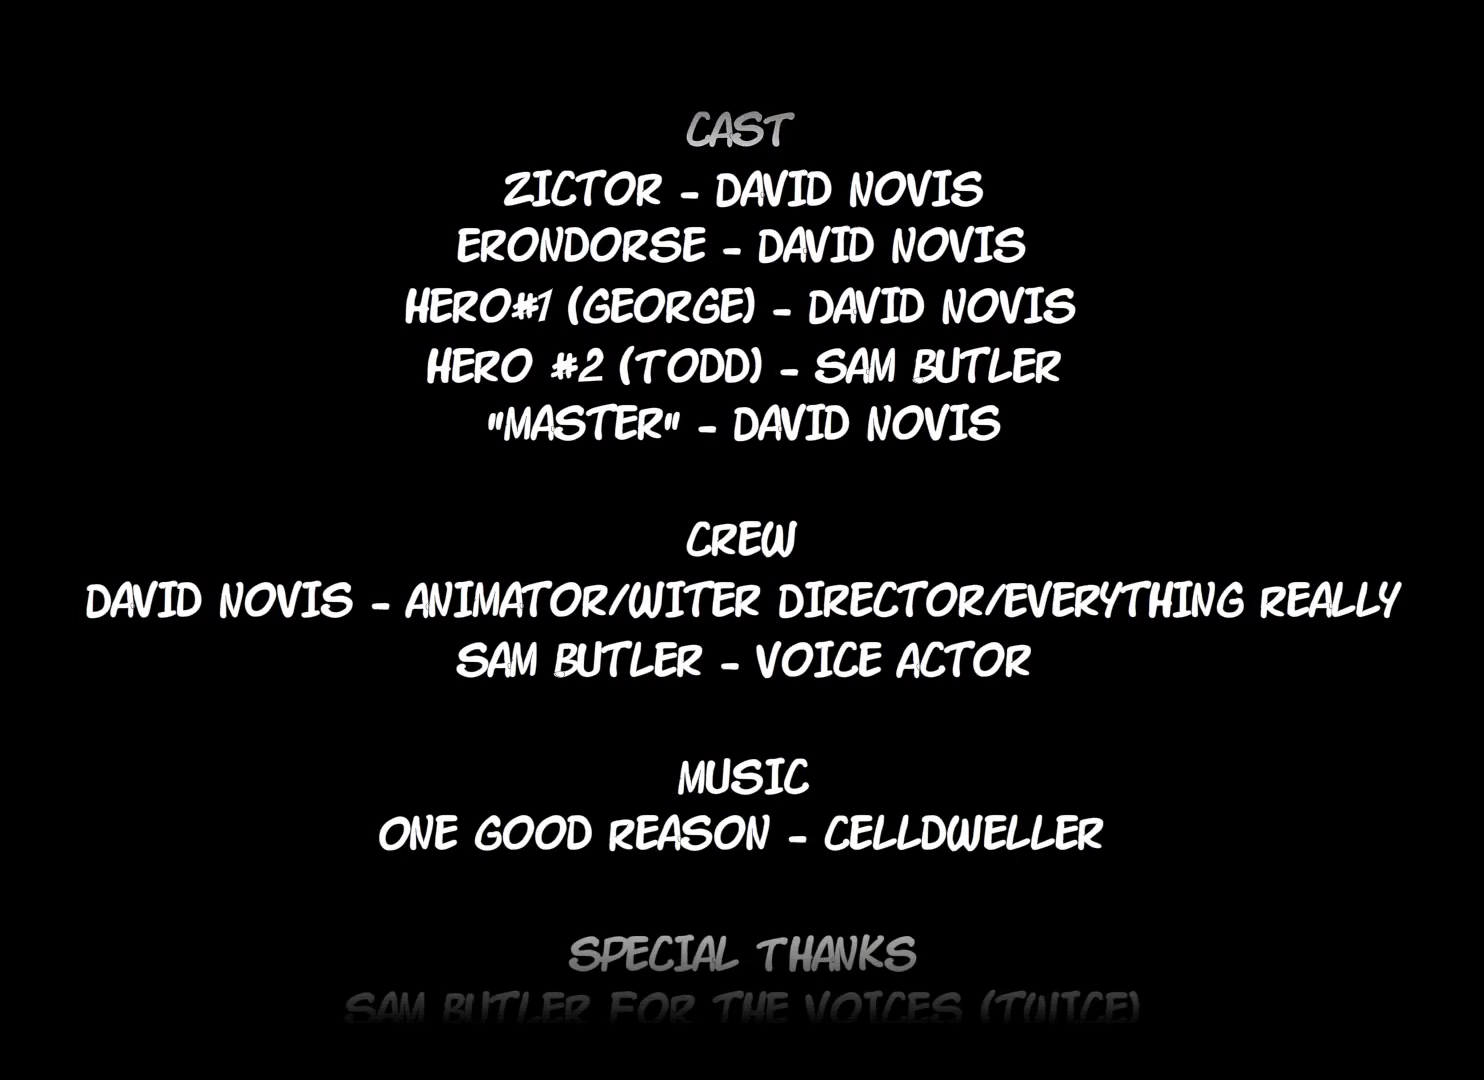 CAST
ZICTOR - DAVID NOVIS
ERONDORSE - DAVID NOVIS
HERO#1 (GEORGE) - DAVID NOVIS
HERO #2 (TODD) - SAM BUTLER
"MASTER" - DAVID NOVIS
CREW
DAVID NOVIS - ANIMATOR/WITER DIRECTOR/EVERYTHING REALLY
SAM BUTLER - VOICE ACTOR
MUSIC
ONE GOOD REASON - CELLDWELLER
SPECIAL THANKS
SAM BUTLER FOR THE VOICES (TWICE)